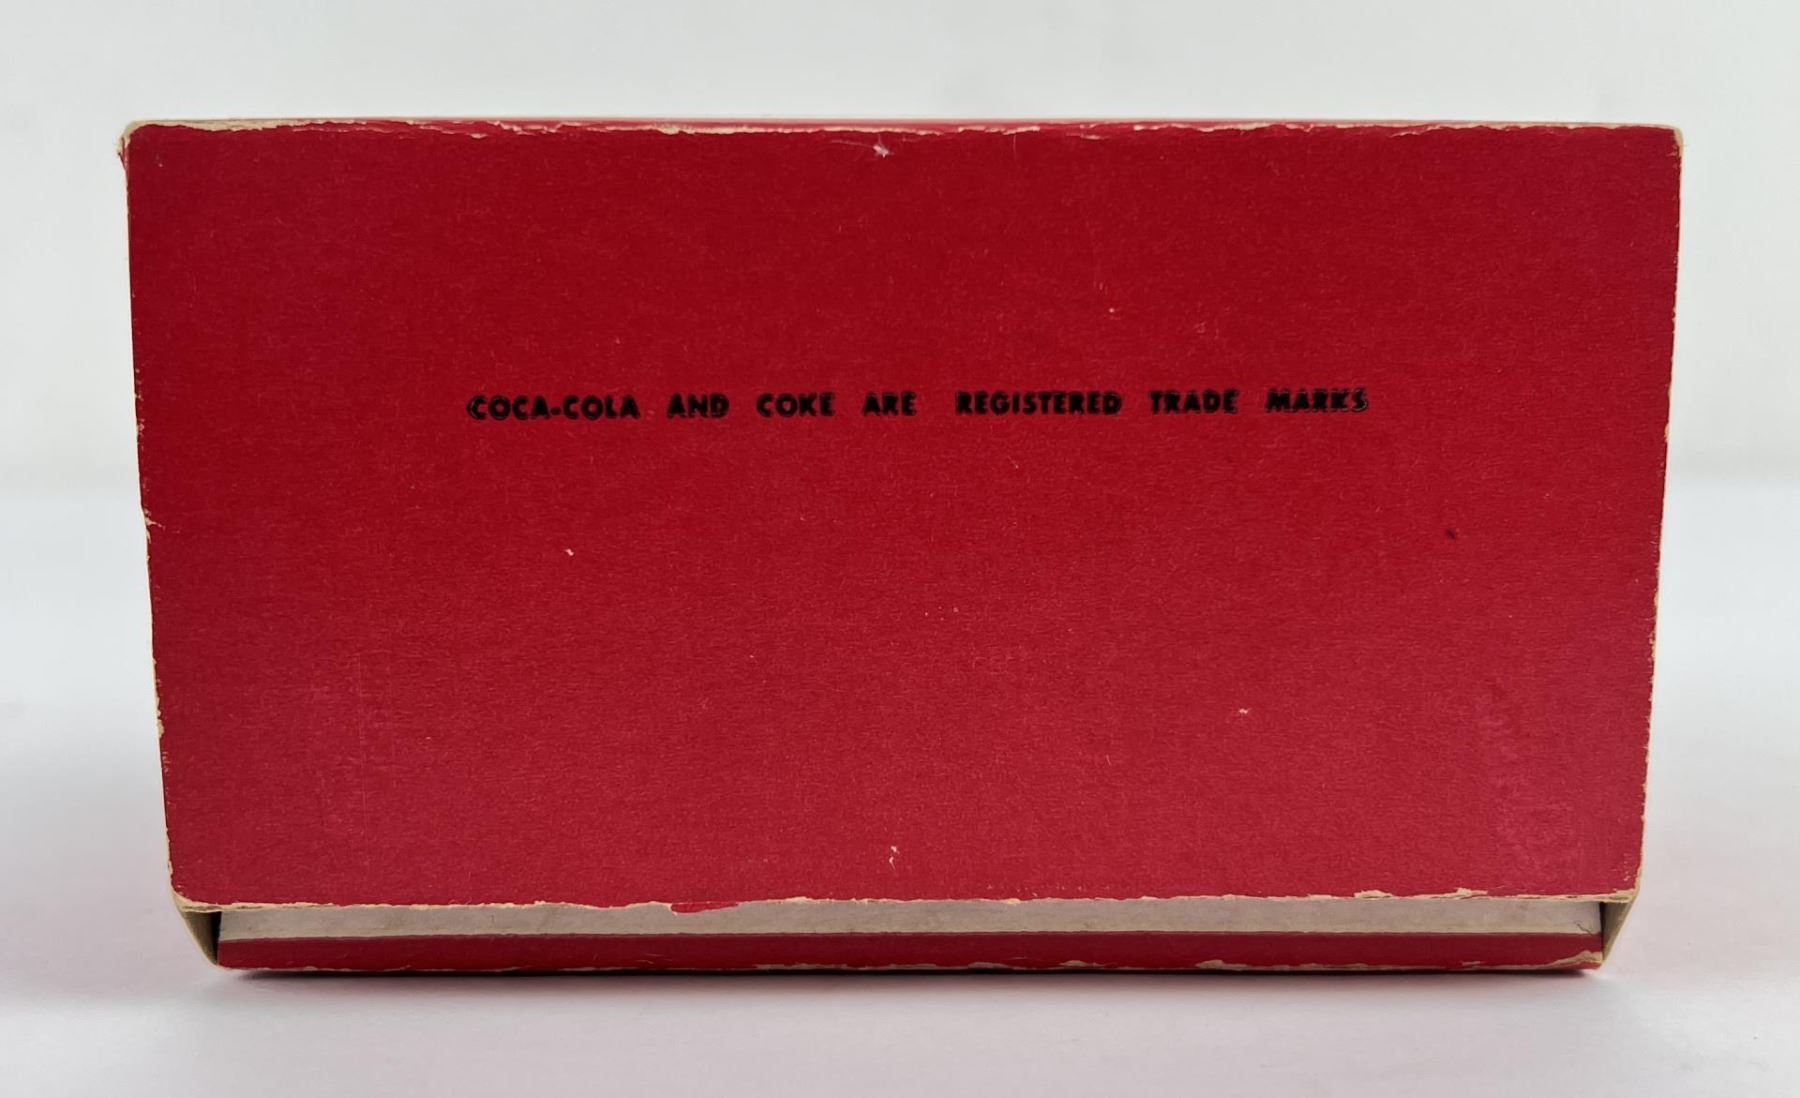 COCA-COLA AND COKE ARE REGISTERED TRADE MARKS